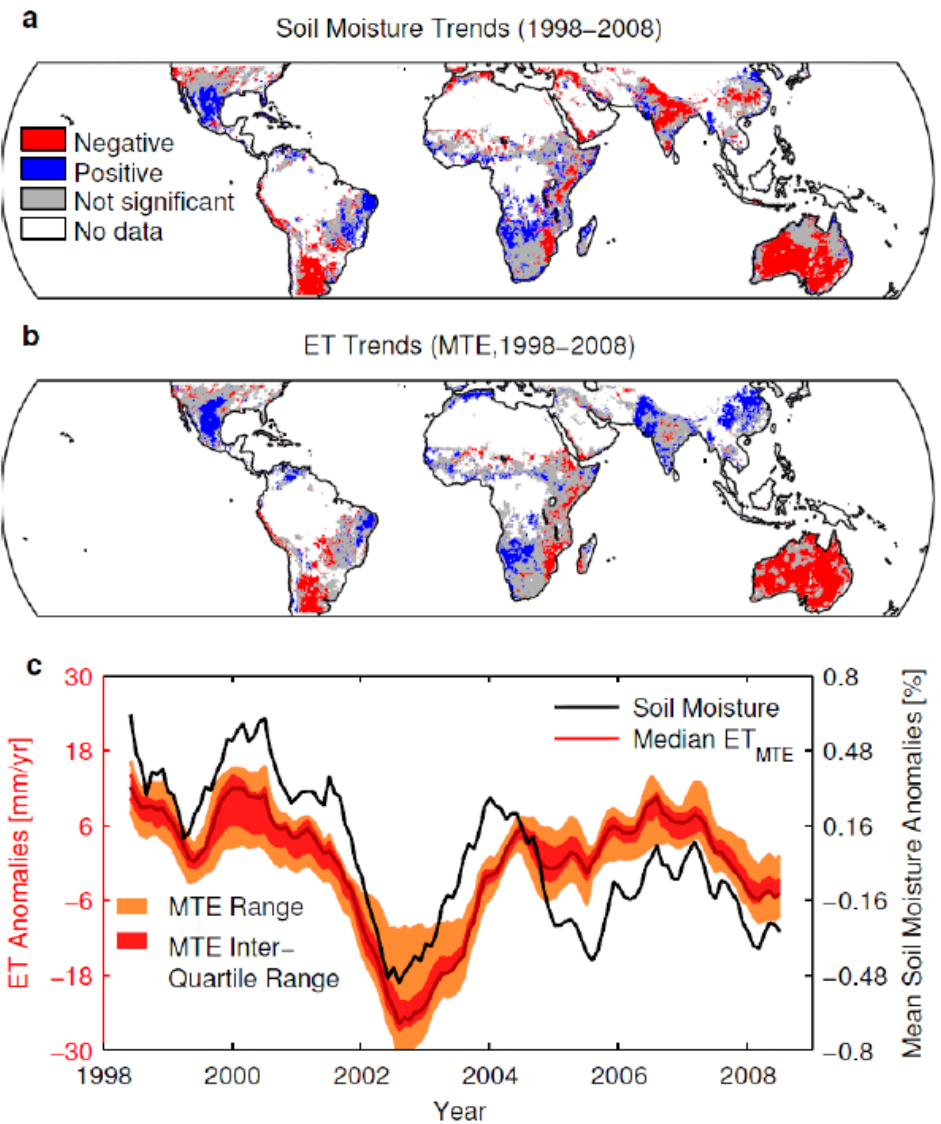 a
Soil Moisture Trends (1998−2008)
Negative
Positive
Not significant
No data
b
ET Trends (MTE,1998−2008)
c
30
18
6
−6
−18
−30
ET Anomalies [mm/yr]
0.8
0.48
0.16
−0.16
−0.48
−0.8
Mean Soil Moisture Anomalies [%]
Soil Moisture
Median ET_MTE
MTE Range
MTE Inter−
Quartile Range
1998
2000
2002
2004
2006
2008
Year